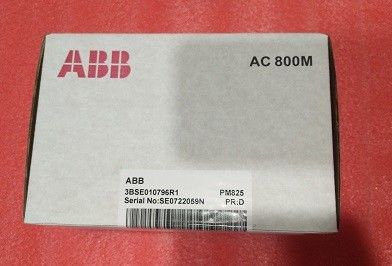 ABB
AC 800M
ABB
3BSE010796R1 PM825
Serial No:SE0722059N PR:D